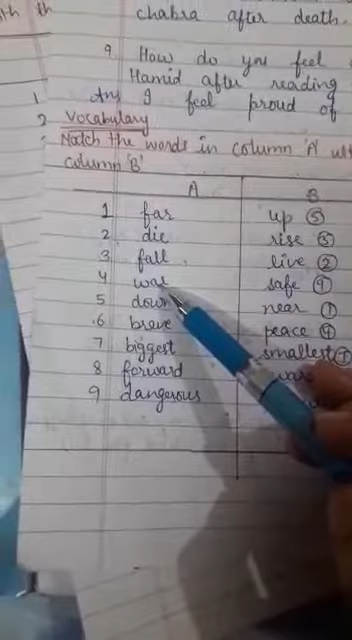 chabra after death.
9. How do you feel
Hamid after reading
1 Ans I feel proud of
2 Vocabulary
Match the words in column 'A' with
column 'B'
A B
1 far up ⑤
2 die rise ③
3 fall live ②
4 war safe ⑨
5 down near ①
6 brave peace ④
7 biggest smallest ⑦
8 forward
9 dangerous